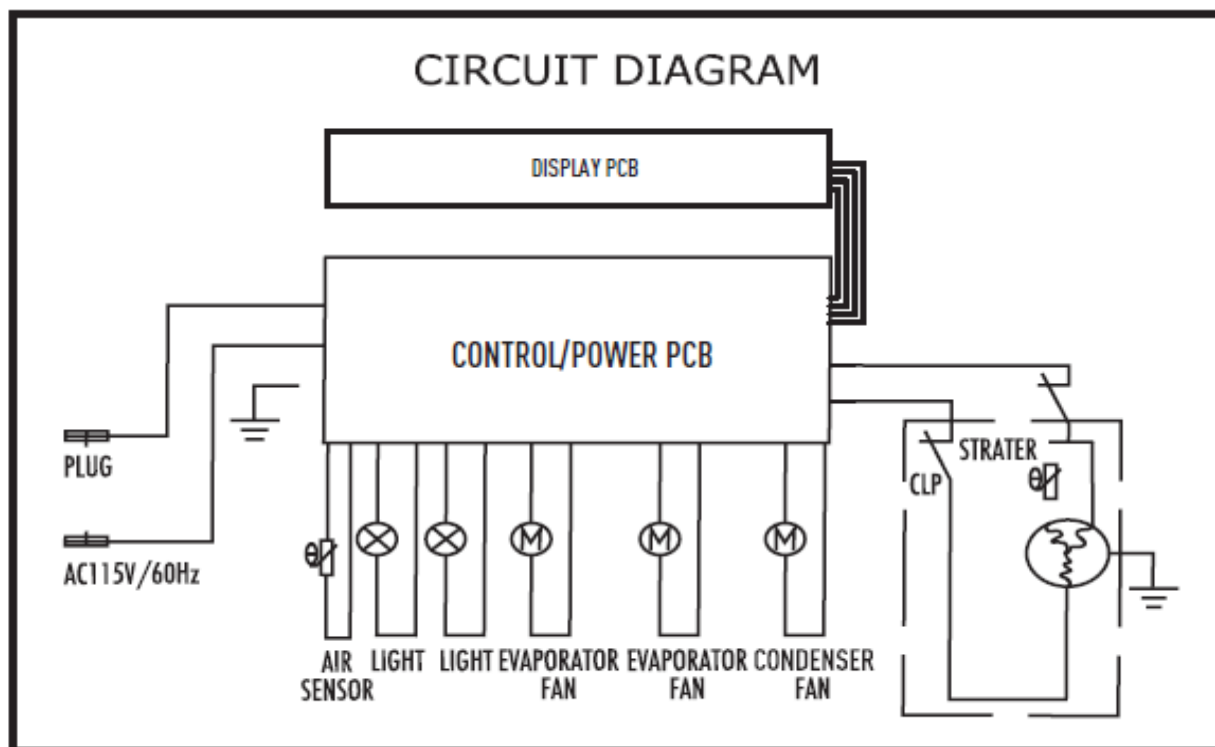 CIRCUIT DIAGRAM
DISPLAY PCB
CONTROL/POWER PCB
PLUG
AC115V/60Hz
STRATER
CLP
θ
θ
M
M
M
AIR SENSOR
LIGHT
LIGHT
EVAPORATOR FAN
EVAPORATOR FAN
CONDENSER FAN